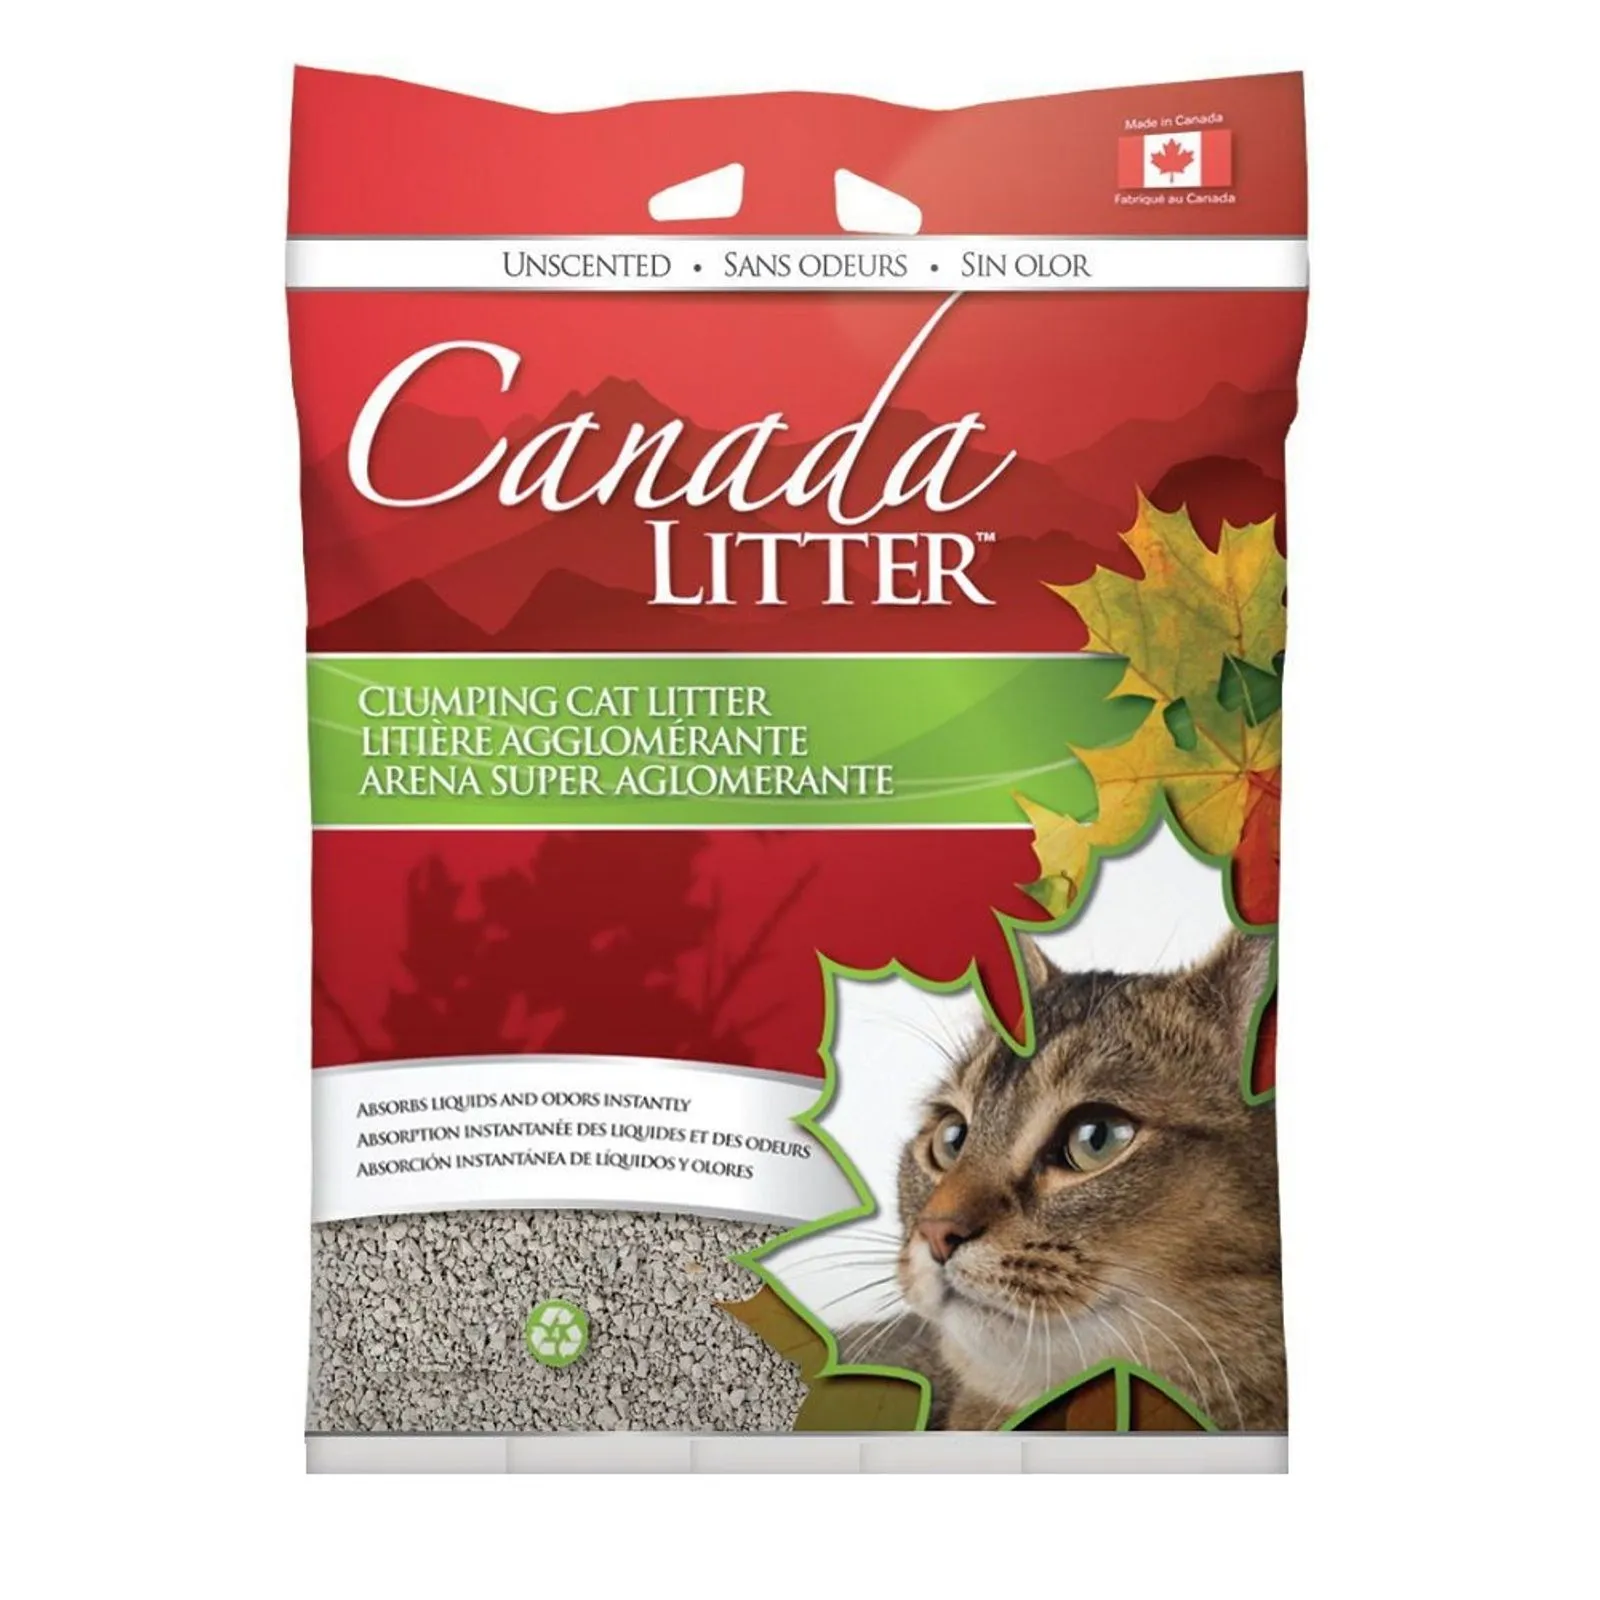 Made in Canada
Fabriqué au Canada
UNSCENTED • SANS ODEURS • SIN OLOR
Canada
LITTER™
CLUMPING CAT LITTER
LITIÈRE AGGLOMÉRANTE
ARENA SUPER AGLOMERANTE
ABSORBS LIQUIDS AND ODORS INSTANTLY
ABSORPTION INSTANTANÉE DES LIQUIDES ET DES ODEURS
ABSORCIÓN INSTANTÁNEA DE LÍQUIDOS Y OLORES
4